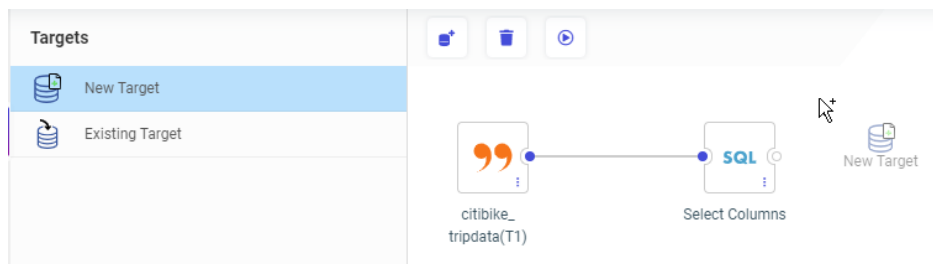 Targets
New Target
Existing Target
SQL
New Target
citibike_
tripdata(T1)
Select Columns